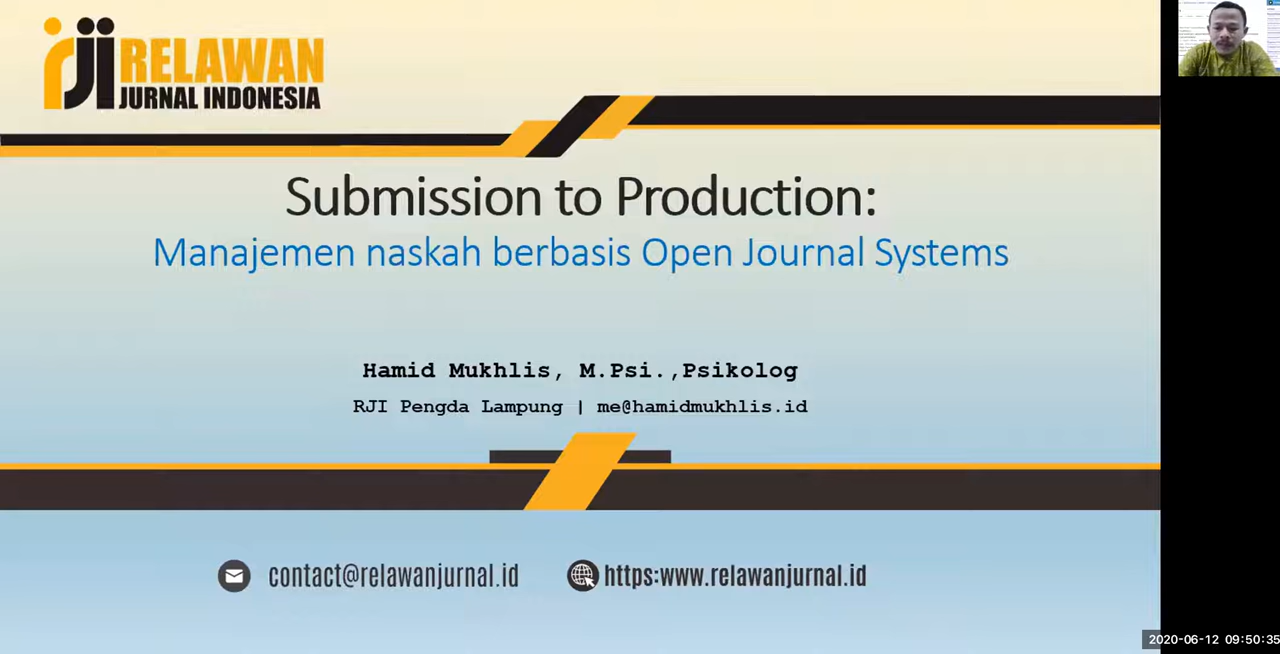 rji RELAWAN
JURNAL INDONESIA
Submission to Production:
Manajemen naskah berbasis Open Journal Systems
Hamid Mukhlis, M.Psi.,Psikolog
RJI Pengda Lampung | me@hamidmukhlis.id
contact@relawanjurnal.id
https:www.relawanjurnal.id
2020-06-12 09:50:35